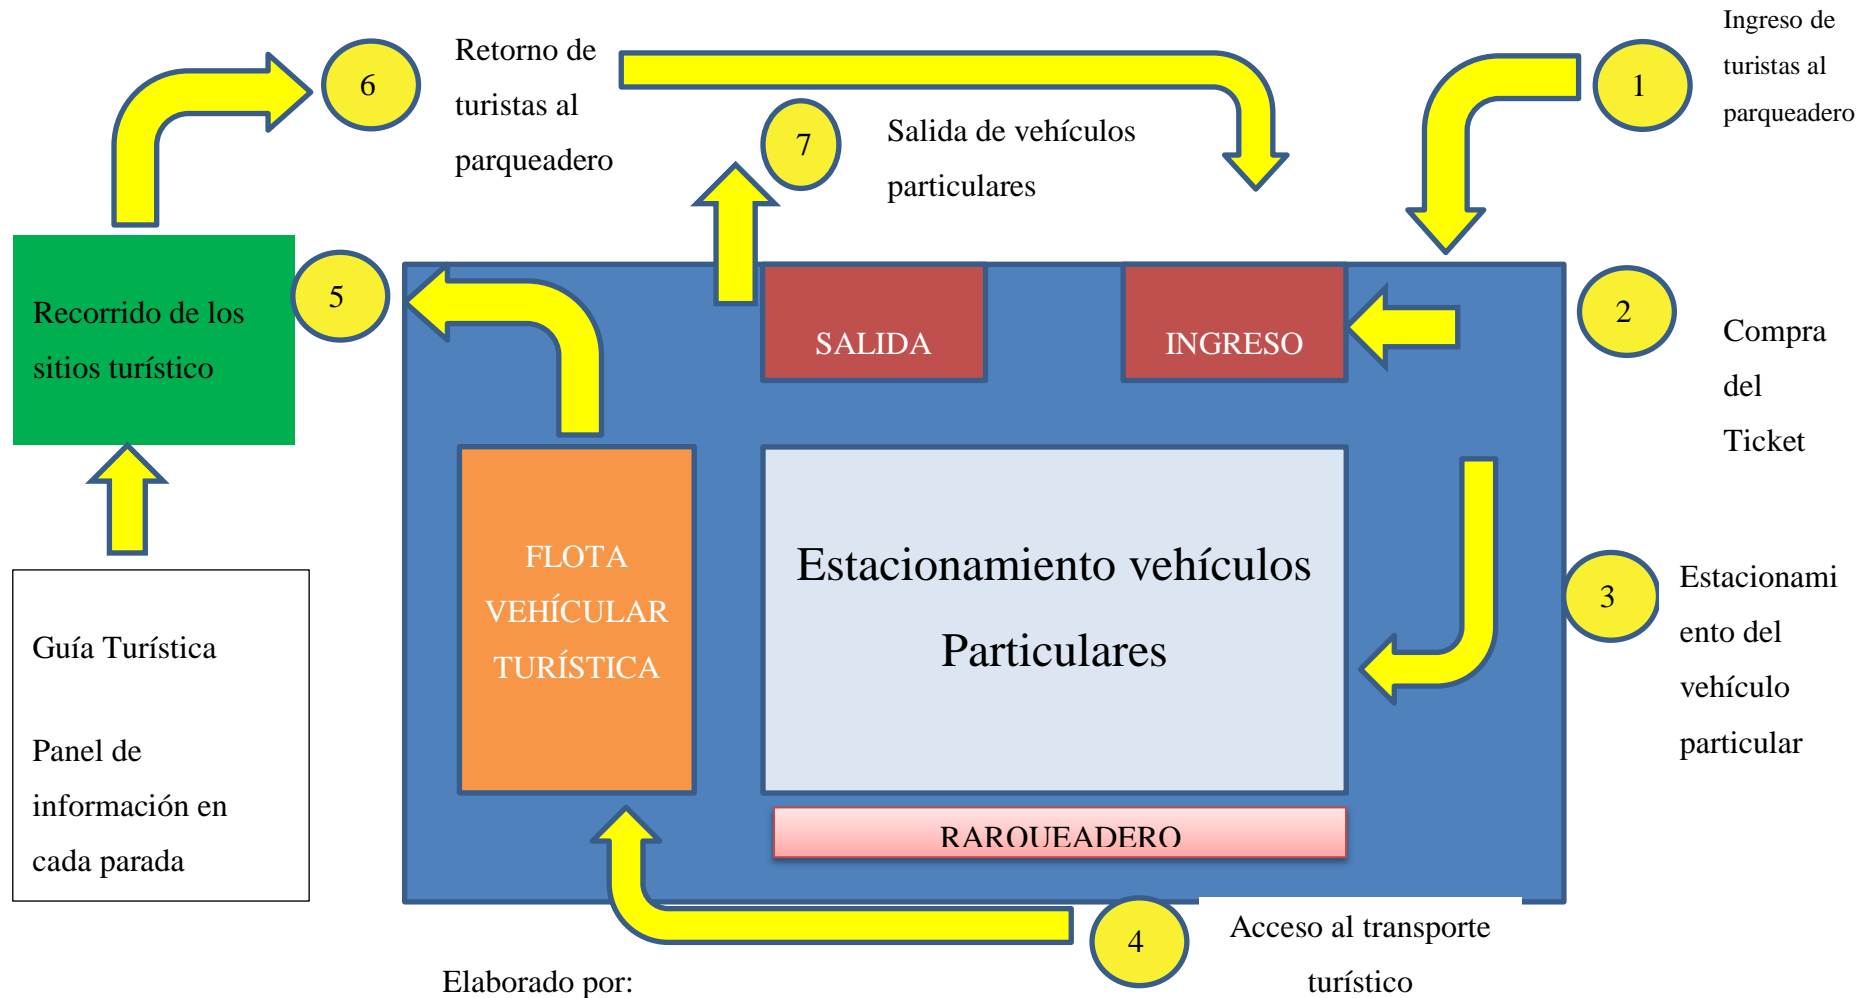 Ingreso de
turistas al
parqueadero
1
Retorno de
turistas al
parqueadero
6
7
Salida de vehículos
particulares
Recorrido de los
sitios turístico
5
SALIDA
INGRESO
2
Compra
del
Ticket
FLOTA
VEHÍCULAR
TURÍSTICA
Estacionamiento vehículos
Particulares
3
Estacionami
ento del
vehículo
particular
Guía Turística
Panel de
información en
cada parada
RARQUEADERO
4
Acceso al transporte
turístico
Elaborado por: